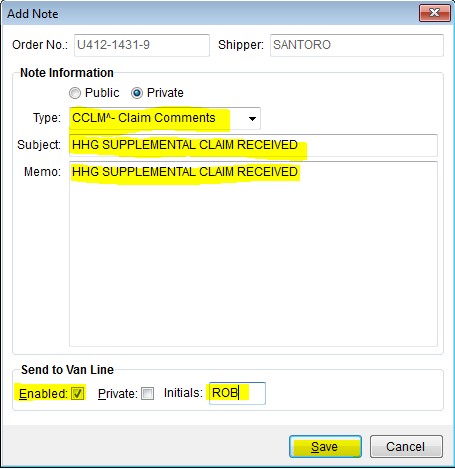 Add Note
Order No.: U412-1431-9 Shipper: SANTORO
Note Information
Public Private
Type: CCLM^- Claim Comments
Subject: HHG SUPPLEMENTAL CLAIM RECEIVED
Memo: HHG SUPPLEMENTAL CLAIM RECEIVED
Send to Van Line
Enabled: Private: Initials: ROB
Save Cancel